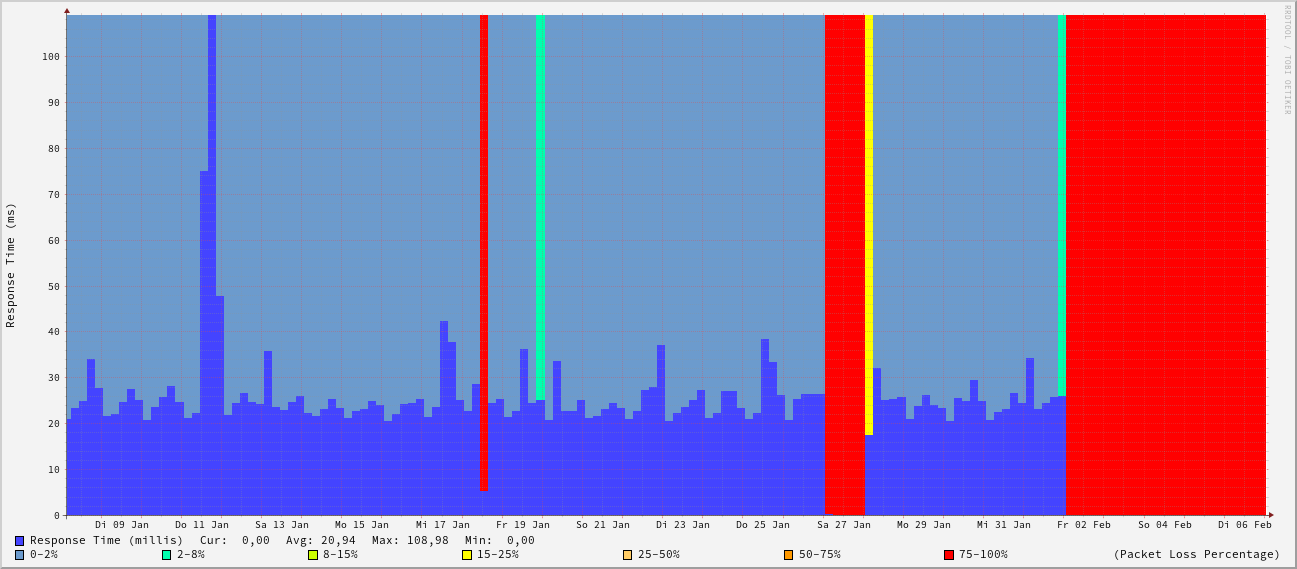 RRDTOOL / TOBI OETIKER
Response Time (ms)
100
90
80
70
60
50
40
30
20
10
0
Di 09 Jan Do 11 Jan Sa 13 Jan Mo 15 Jan Mi 17 Jan Fr 19 Jan So 21 Jan Di 23 Jan Do 25 Jan Sa 27 Jan Mo 29 Jan Mi 31 Jan Fr 02 Feb So 04 Feb Di 06 Feb
Response Time (millis) Cur: 0,00 Avg: 20,94 Max: 108,98 Min: 0,00
0-2% 2-8% 8-15% 15-25% 25-50% 50-75% 75-100% (Packet Loss Percentage)